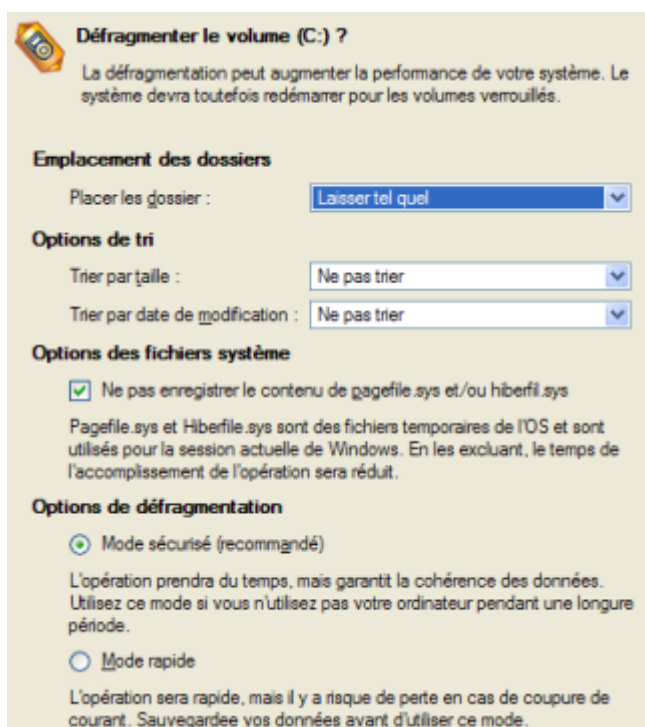 Défragmenter le volume (C:) ?
La défragmentation peut augmenter la performance de votre système. Le
système devra toutefois redémarrer pour les volumes verrouillés.
Emplacement des dossiers
Placer les dossier : Laisser tel quel
Options de tri
Trier par taille : Ne pas trier
Trier par date de modification : Ne pas trier
Options des fichiers système
Ne pas enregistrer le contenu de pagefile.sys et/ou hiberfil.sys
Pagefile.sys et Hiberfile.sys sont des fichiers temporaires de l'OS et sont
utilisés pour la session actuelle de Windows. En les excluant, le temps de
l'accomplissement de l'opération sera réduit.
Options de défragmentation
Mode sécurisé (recommandé)
L'opération prendra du temps, mais garantit la cohérence des données.
Utilisez ce mode si vous n'utilisez pas votre ordinateur pendant une longure
période.
Mode rapide
L'opération sera rapide, mais il y a risque de perte en cas de coupure de
courant. Sauvegardee vos données avant d'utiliser ce mode.